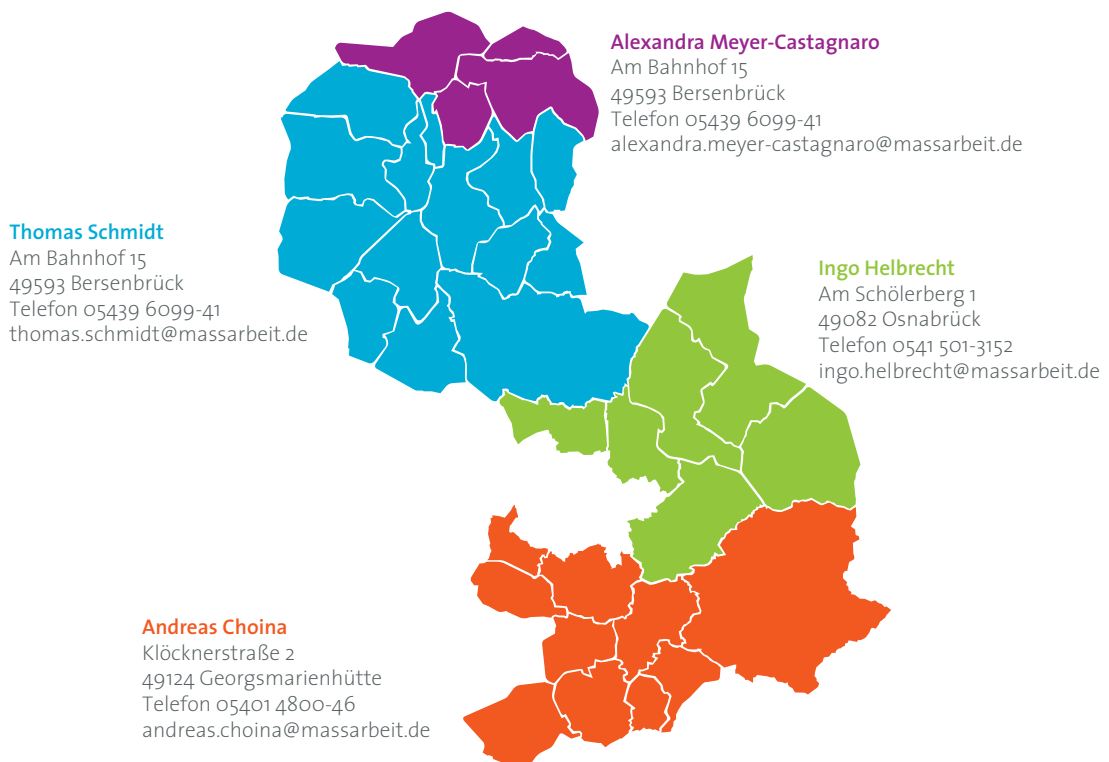 Alexandra Meyer-Castagnaro
Am Bahnhof 15
49593 Bersenbrück
Telefon 05439 6099-41
alexandra.meyer-castagnaro@massarbeit.de
Thomas Schmidt
Am Bahnhof 15
49593 Bersenbrück
Telefon 05439 6099-41
thomas.schmidt@massarbeit.de
Ingo Helbrecht
Am Schölerberg 1
49082 Osnabrück
Telefon 0541 501-3152
ingo.helbrecht@massarbeit.de
Andreas Choina
Klöcknerstraße 2
49124 Georgsmarienhütte
Telefon 05401 4800-46
andreas.choina@massarbeit.de